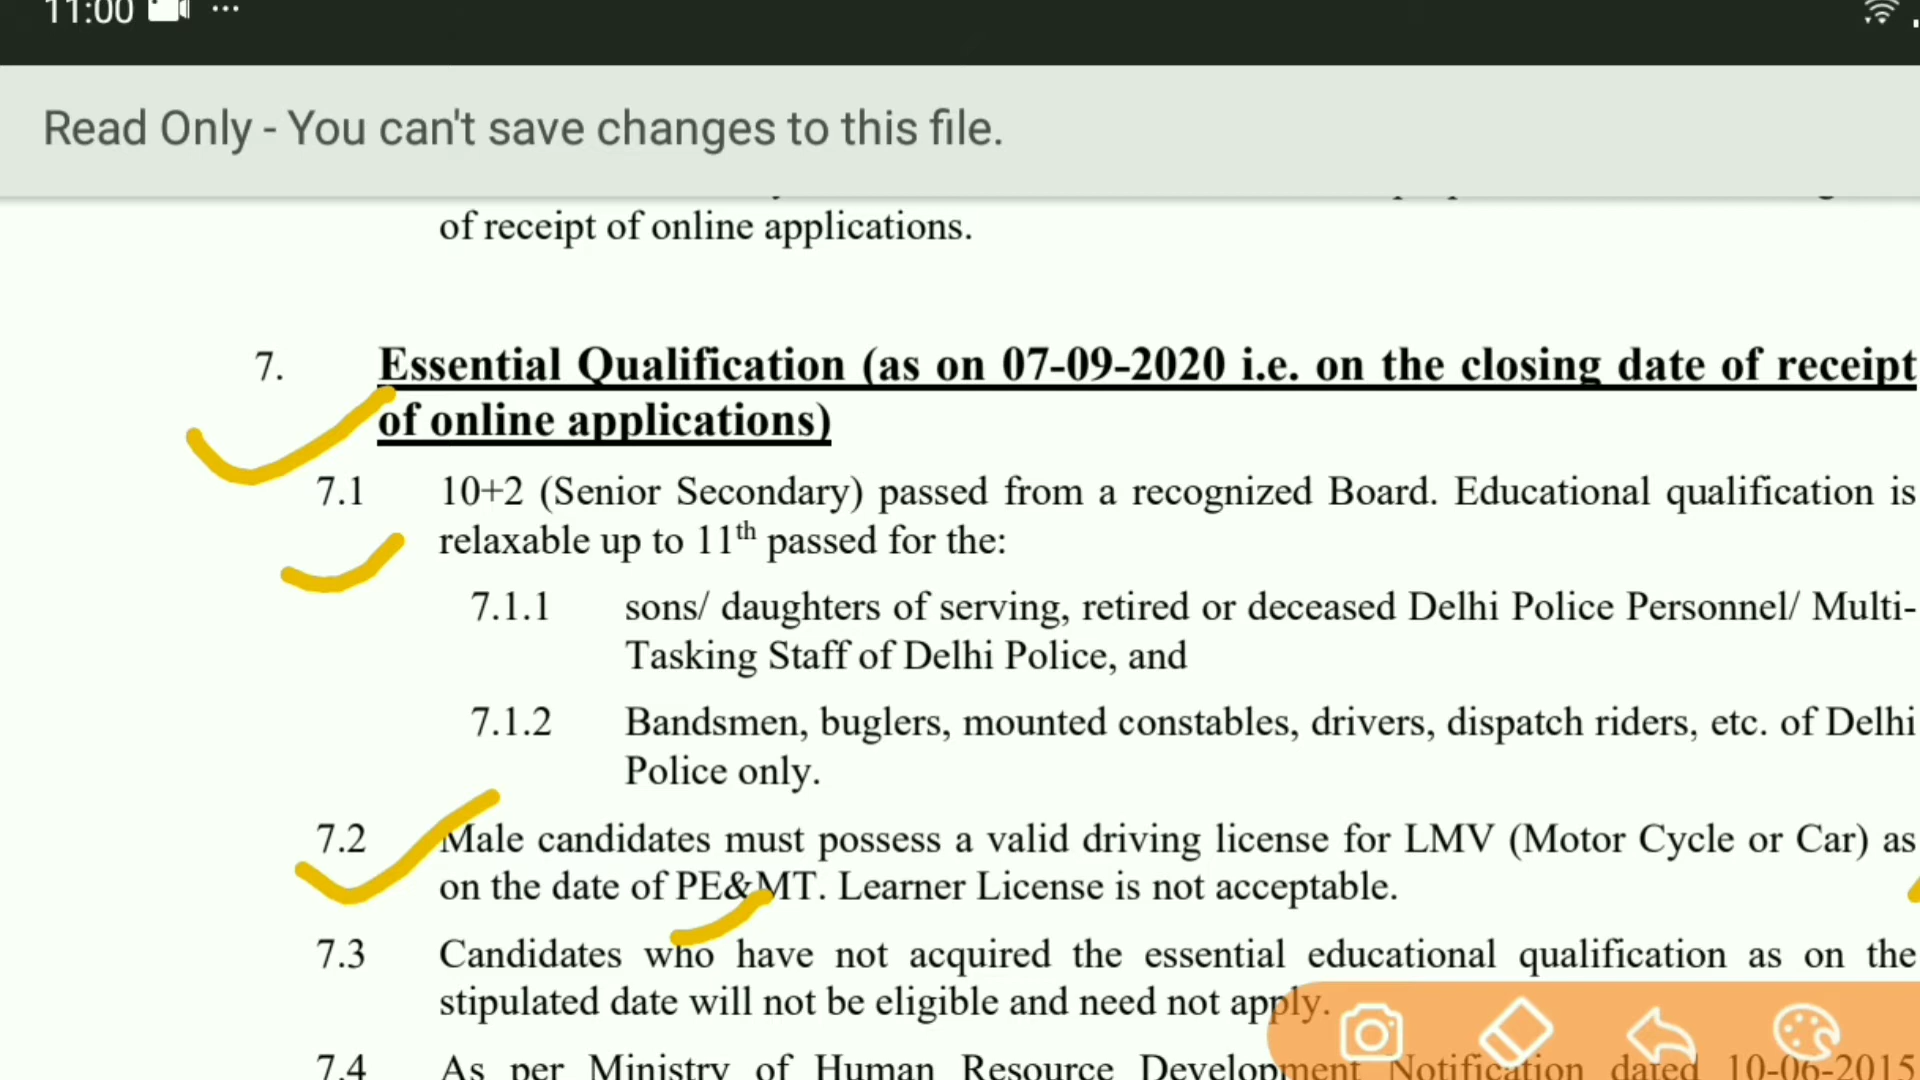 11:00 ...
Read Only - You can't save changes to this file.
of receipt of online applications.
7. Essential Qualification (as on 07-09-2020 i.e. on the closing date of receipt
of online applications)
7.1 10+2 (Senior Secondary) passed from a recognized Board. Educational qualification is
relaxable up to 11th passed for the:
7.1.1 sons/ daughters of serving, retired or deceased Delhi Police Personnel/ Multi-
Tasking Staff of Delhi Police, and
7.1.2 Bandsmen, buglers, mounted constables, drivers, dispatch riders, etc. of Delhi
Police only.
7.2 Male candidates must possess a valid driving license for LMV (Motor Cycle or Car) as
on the date of PE&MT. Learner License is not acceptable.
7.3 Candidates who have not acquired the essential educational qualification as on the
stipulated date will not be eligible and need not apply.
7.4 As per Ministry of Human Resource Development Notification dated 10-06-2015